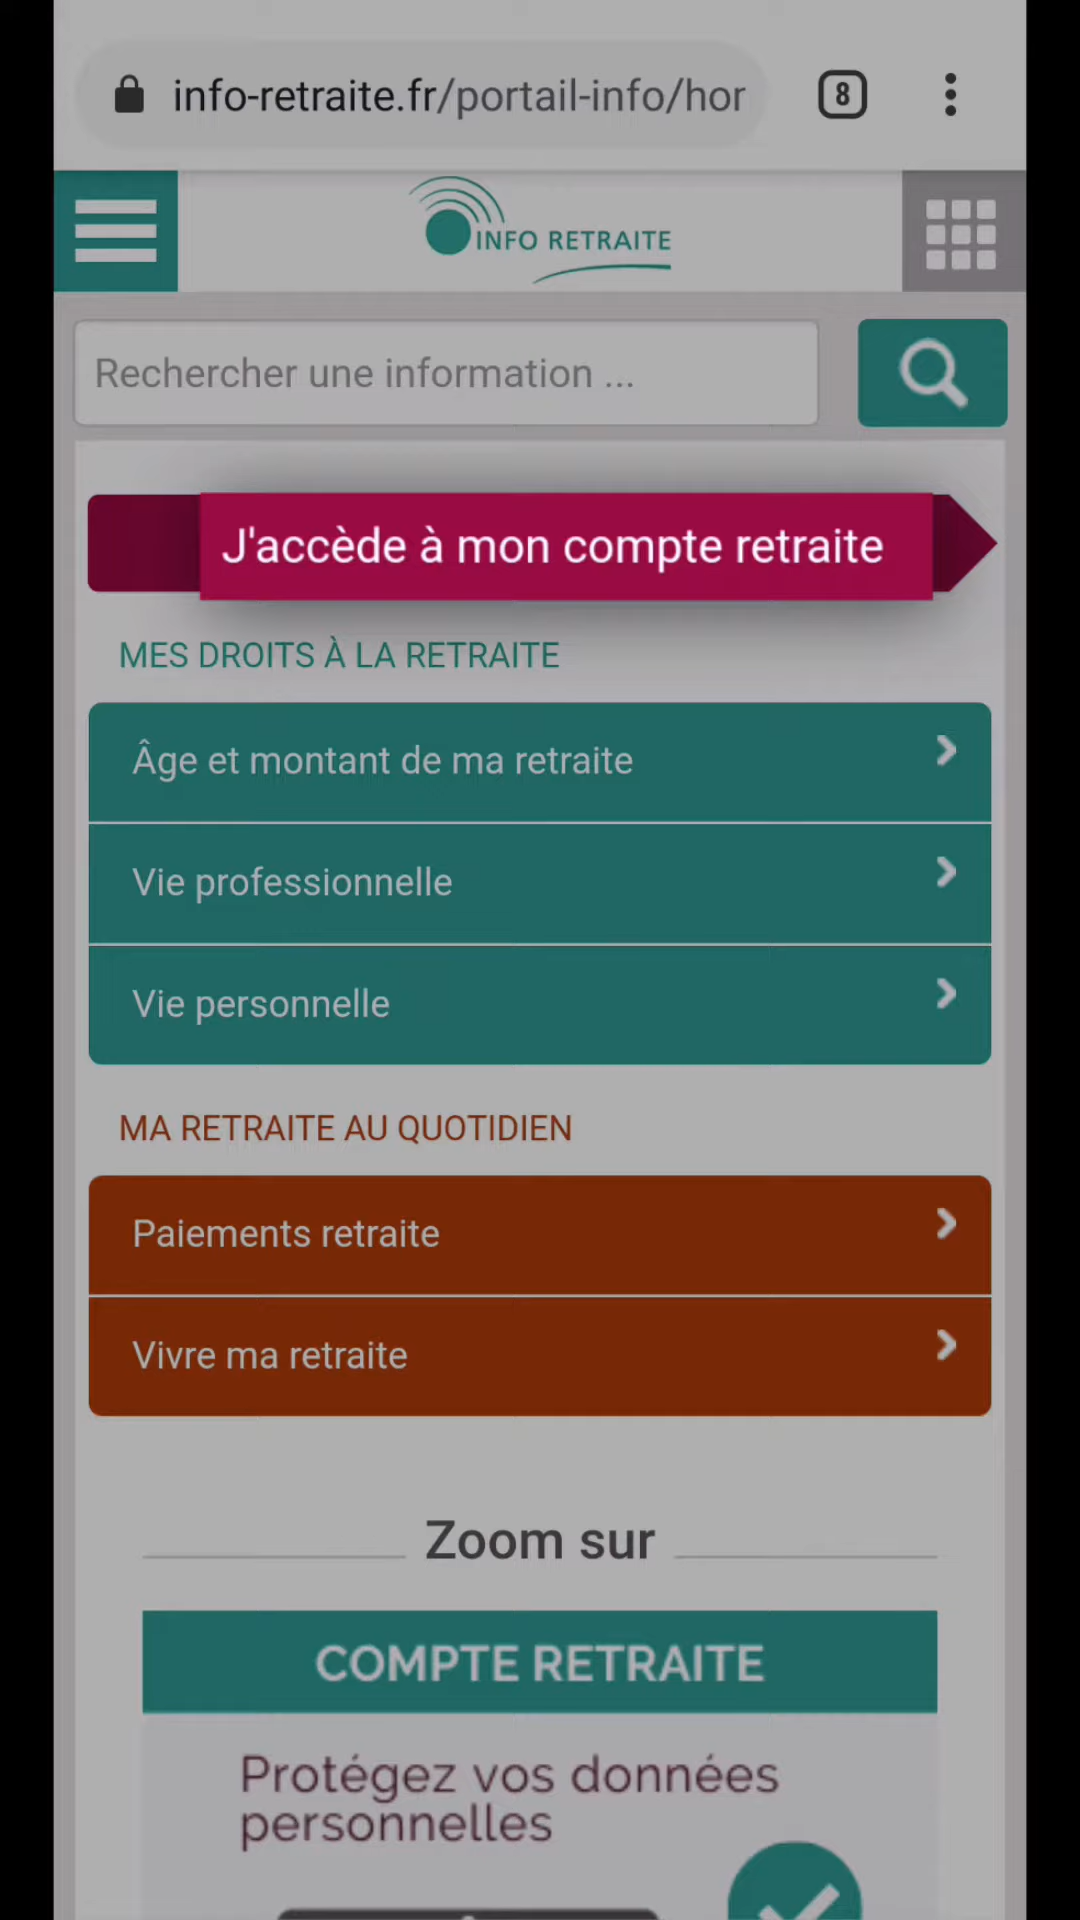 info-retraite.fr/portail-info/hor
8
INFO RETRAITE
Rechercher une information ...
J'accède à mon compte retraite
MES DROITS À LA RETRAITE
Âge et montant de ma retraite
Vie professionnelle
Vie personnelle
MA RETRAITE AU QUOTIDIEN
Paiements retraite
Vivre ma retraite
Zoom sur
COMPTE RETRAITE
Protégez vos données
personnelles